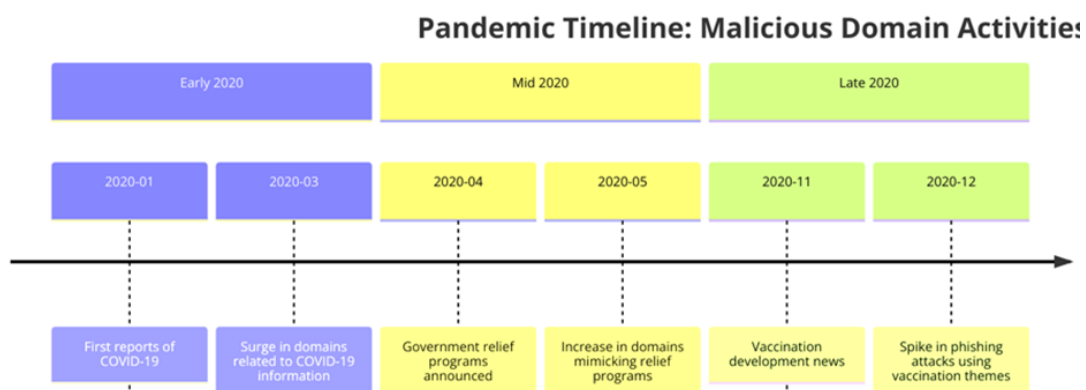 Pandemic Timeline: Malicious Domain Activities
Early 2020
Mid 2020
Late 2020
2020-01
2020-03
2020-04
2020-05
2020-11
2020-12
First reports of
COVID-19
Surge in domains
related to COVID-19
information
Government relief
programs
announced
Increase in domains
mimicking relief
programs
Vaccination
development news
Spike in phishing
attacks using
vaccination themes